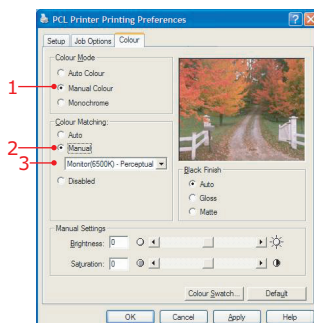 PCL Printer Printing Preferences
Setup Job Options Colour
Colour Mode
Auto Colour
1 Manual Colour
Monochrome
Colour Matching:
Auto
2 Manual
3 Monitor(6500K) - Perceptual
Disabled
Black Finish
Auto
Gloss
Matte
Manual Settings
Brightness: 0
Saturation: 0
Colour Swatch... Default
OK Cancel Apply Help